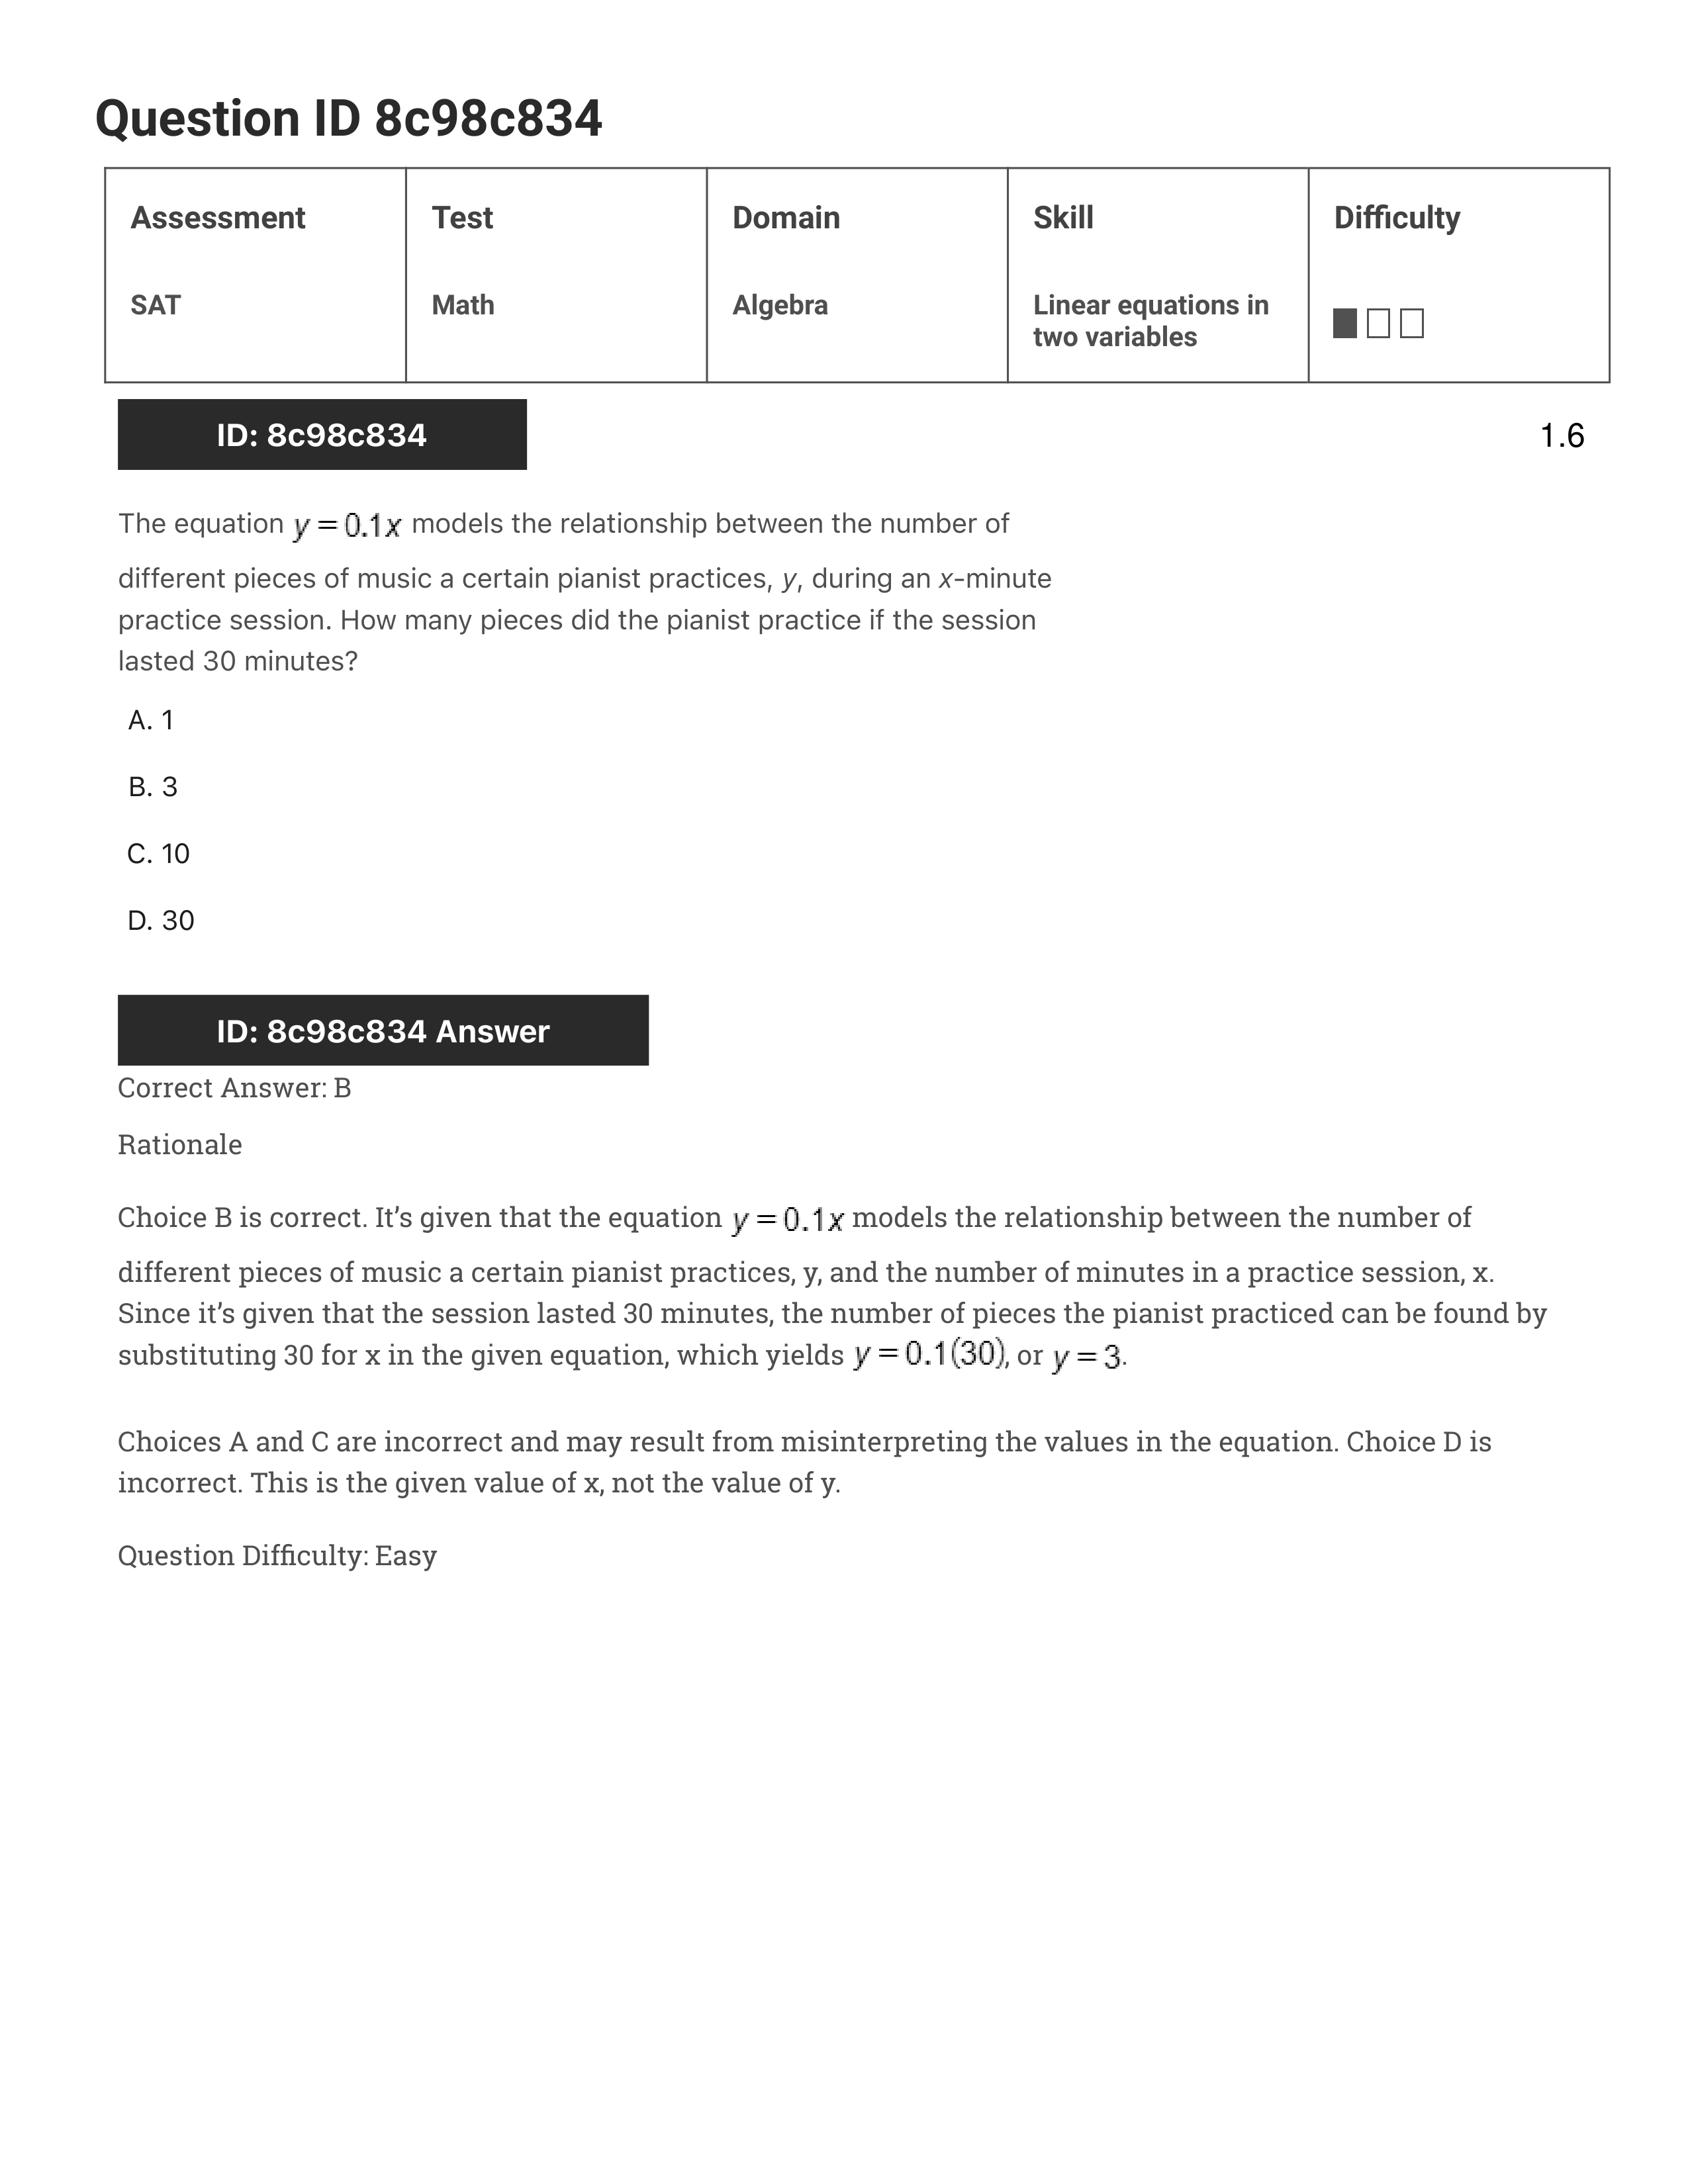 Question ID 8c98c834
Assessment
Test
Domain
Skill
Difficulty
SAT
Math
Algebra
Linear equations in
two variables
ID: 8c98c834
1.6
The equation y = 0.1x models the relationship between the number of
different pieces of music a certain pianist practices, y, during an x-minute
practice session. How many pieces did the pianist practice if the session
lasted 30 minutes?
A. 1
B. 3
C. 10
D. 30
ID: 8c98c834 Answer
Correct Answer: B
Rationale
Choice B is correct. It’s given that the equation y = 0.1x models the relationship between the number of
different pieces of music a certain pianist practices, y, and the number of minutes in a practice session, x.
Since it’s given that the session lasted 30 minutes, the number of pieces the pianist practiced can be found by
substituting 30 for x in the given equation, which yields y = 0.1(30), or y = 3.
Choices A and C are incorrect and may result from misinterpreting the values in the equation. Choice D is
incorrect. This is the given value of x, not the value of y.
Question Difficulty: Easy